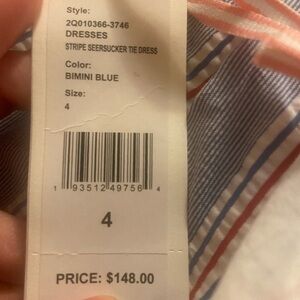 Style:
2Q010366-3746
DRESSES
STRIPE SEERSUCKER TIE DRESS
Color:
BIMINI BLUE
Size:
4
1 93512 49756 4
4
PRICE: $148.00